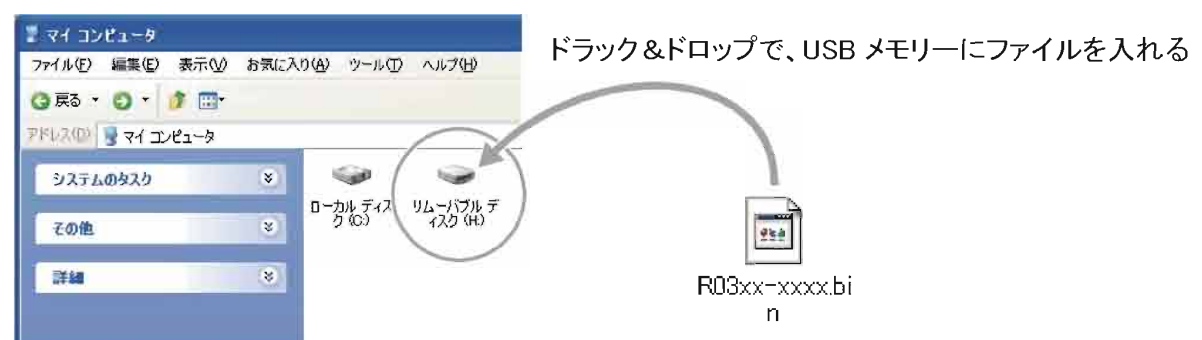 マイ コンピュータ
ドラック&ドロップで、USB メモリーにファイルを入れる
ファイル(F) 編集(E) 表示(V) お気に入り(A) ツール(T) ヘルプ(H)
戻る
アドレス(D) マイ コンピュータ
システムのタスク
ローカル ディス
ク (C:)
リムーバブル デ
ィスク (H:)
その他
詳細
R03xx-xxxx.bi
n